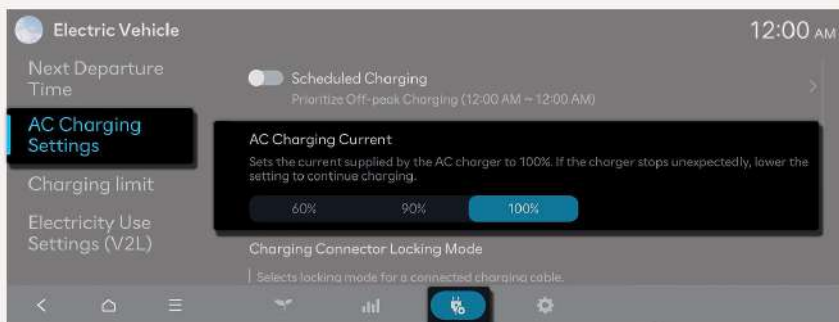 Electric Vehicle
12:00 AM
Next Departure
Time
AC Charging
Settings
Charging limit
Electricity Use
Settings (V2L)
Scheduled Charging
Prioritize Off-peak Charging (12:00 AM ~ 12:00 AM)
AC Charging Current
Sets the current supplied by the AC charger to 100%. If the charger stops unexpectedly, lower the
setting to continue charging.
60% 90% 100%
Charging Connector Locking Mode
Selects locking mode for a connected charging cable.